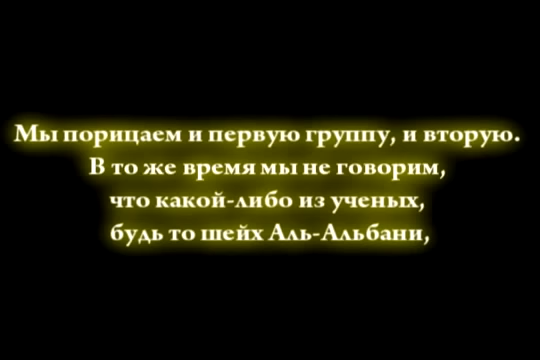 Мы порицаем и первую группу, и вторую.
В то же время мы не говорим,
что какой-либо из ученых,
будь то шейх Аль-Альбани,